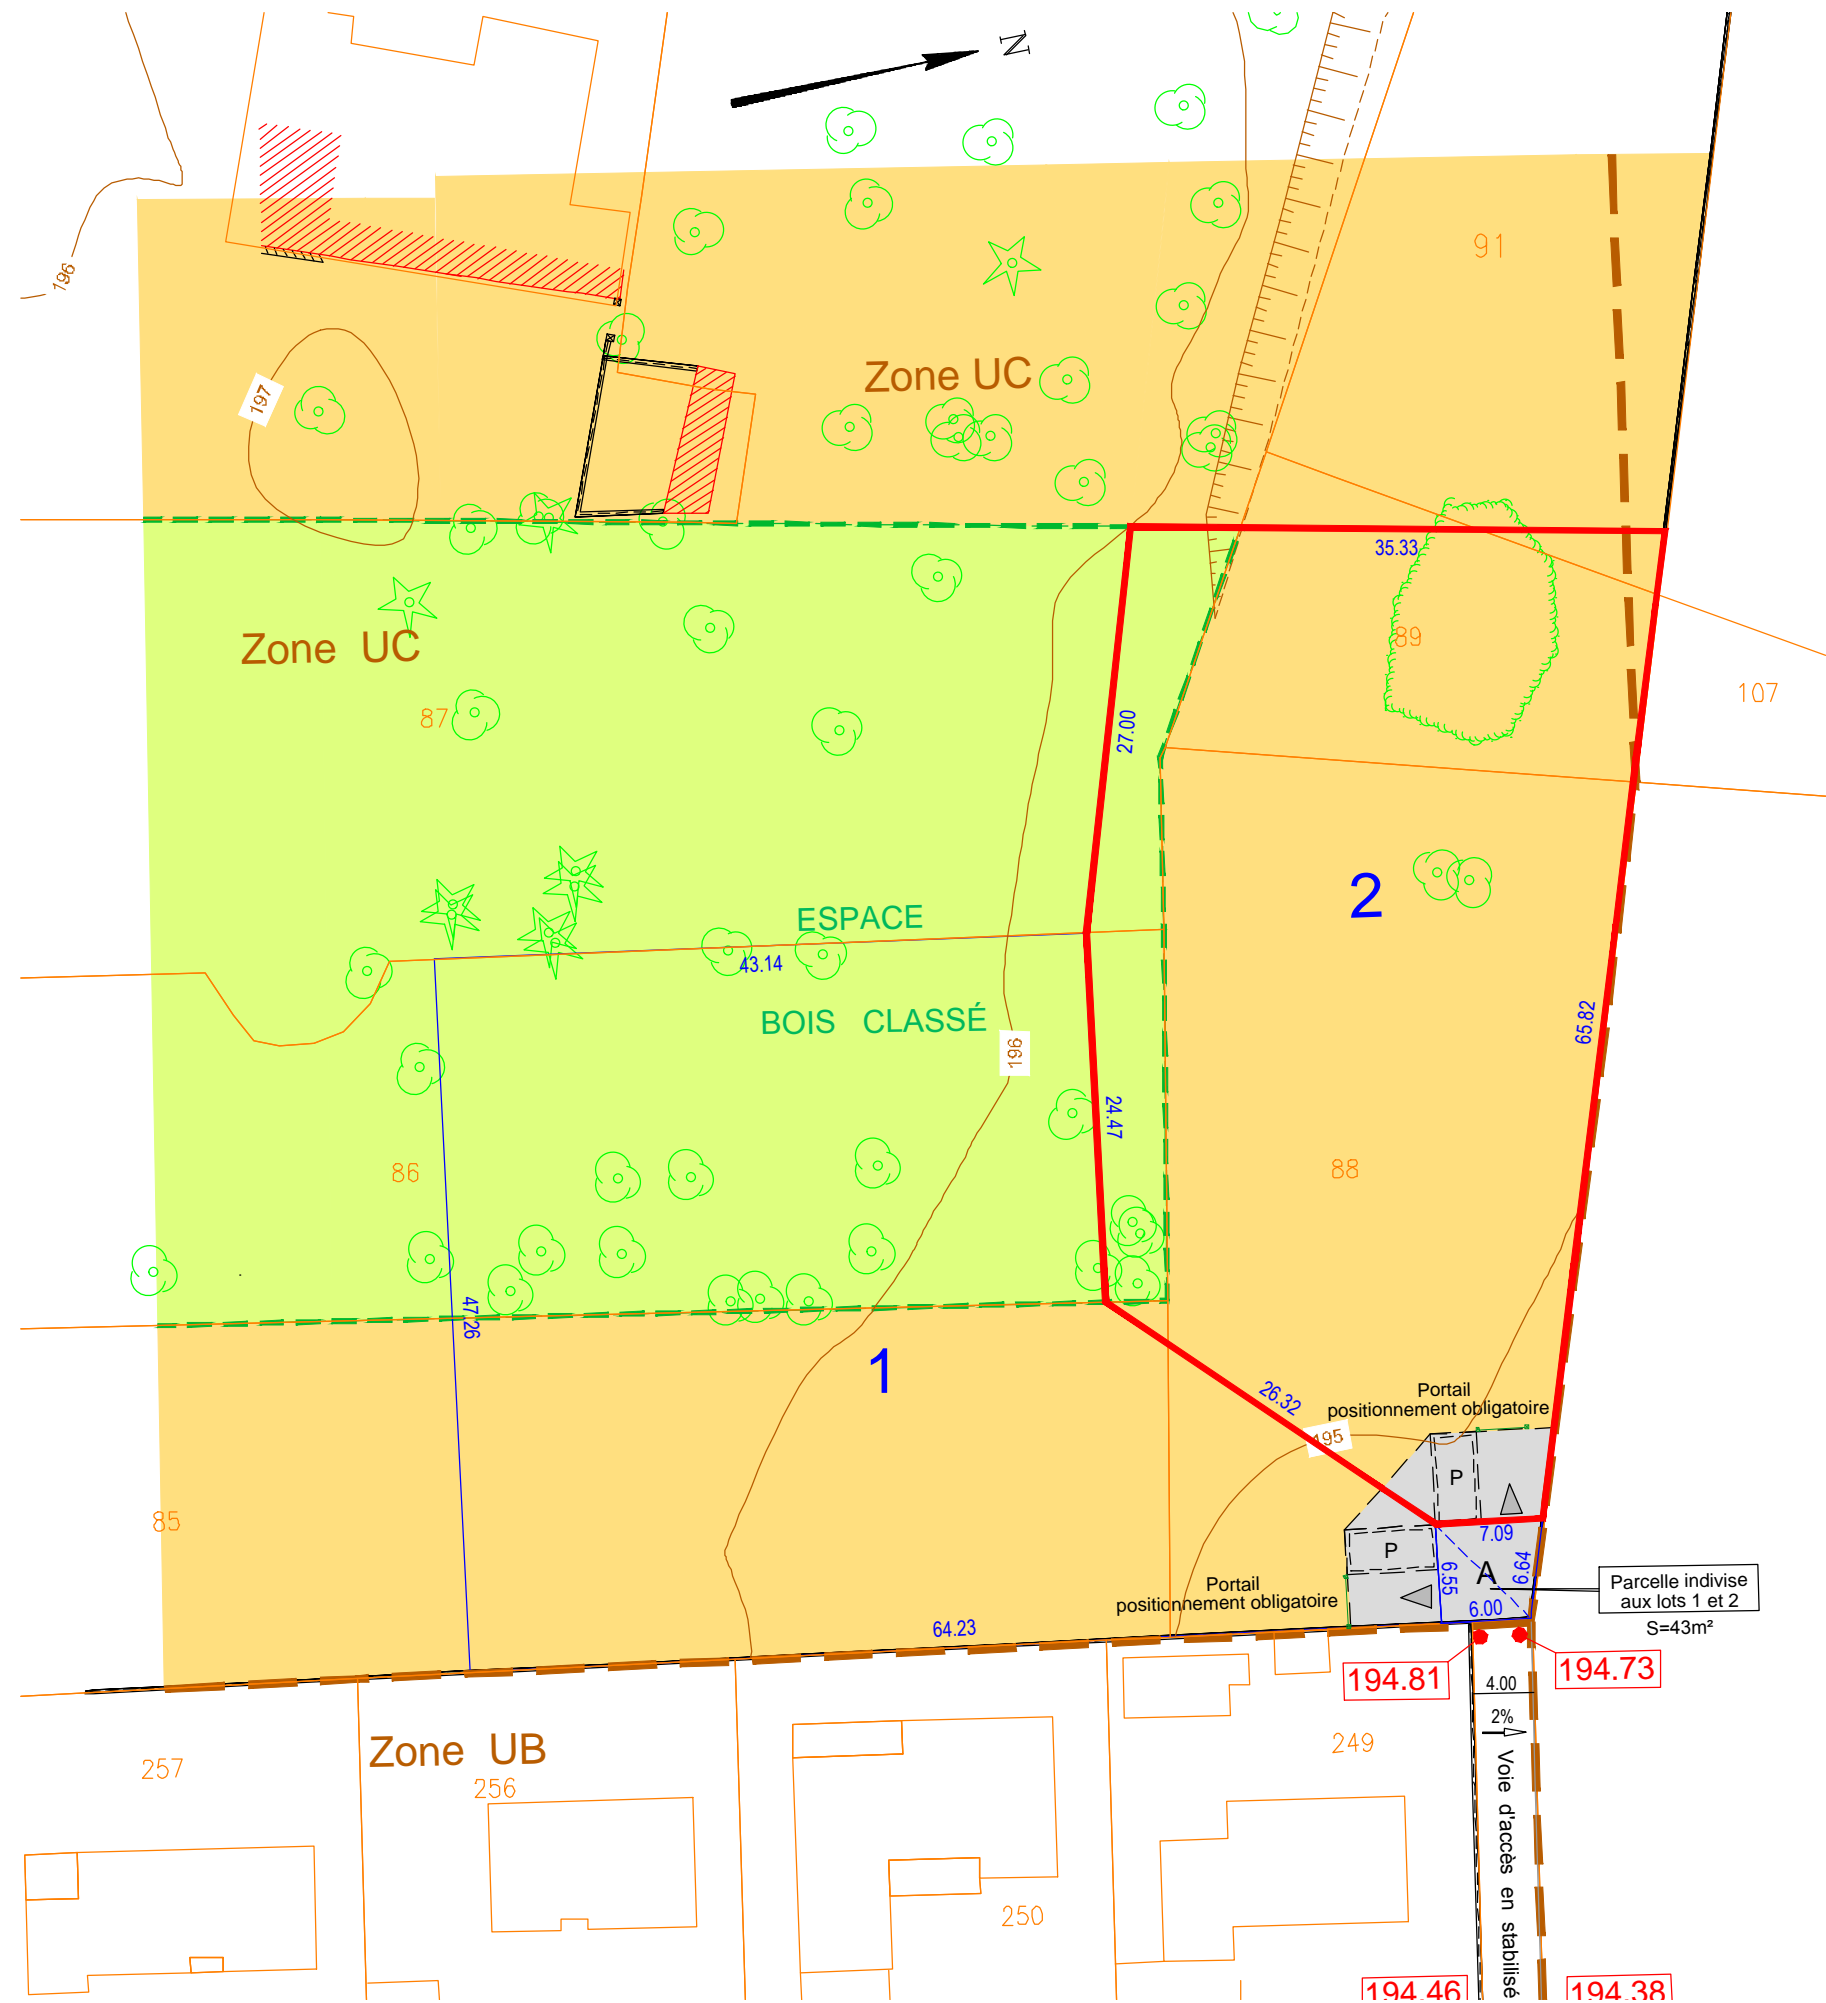 N
196
91
197
Zone UC
35.33
89
Zone UC
107
87
27.00
2
ESPACE
43.14
65.82
BOIS CLASSÉ
196
24.47
86
88
47.26
1
26.32
Portail
positionnement obligatoire
195
P
85
7.09
P
A
6.55
6.64
Parcelle indivise
aux lots 1 et 2
S=43m²
Portail
positionnement obligatoire
6.00
64.23
194.81
194.73
4.00
2%
Zone UB
249
257
256
Voie d'accès en stabilisé
250
194.46
194.38